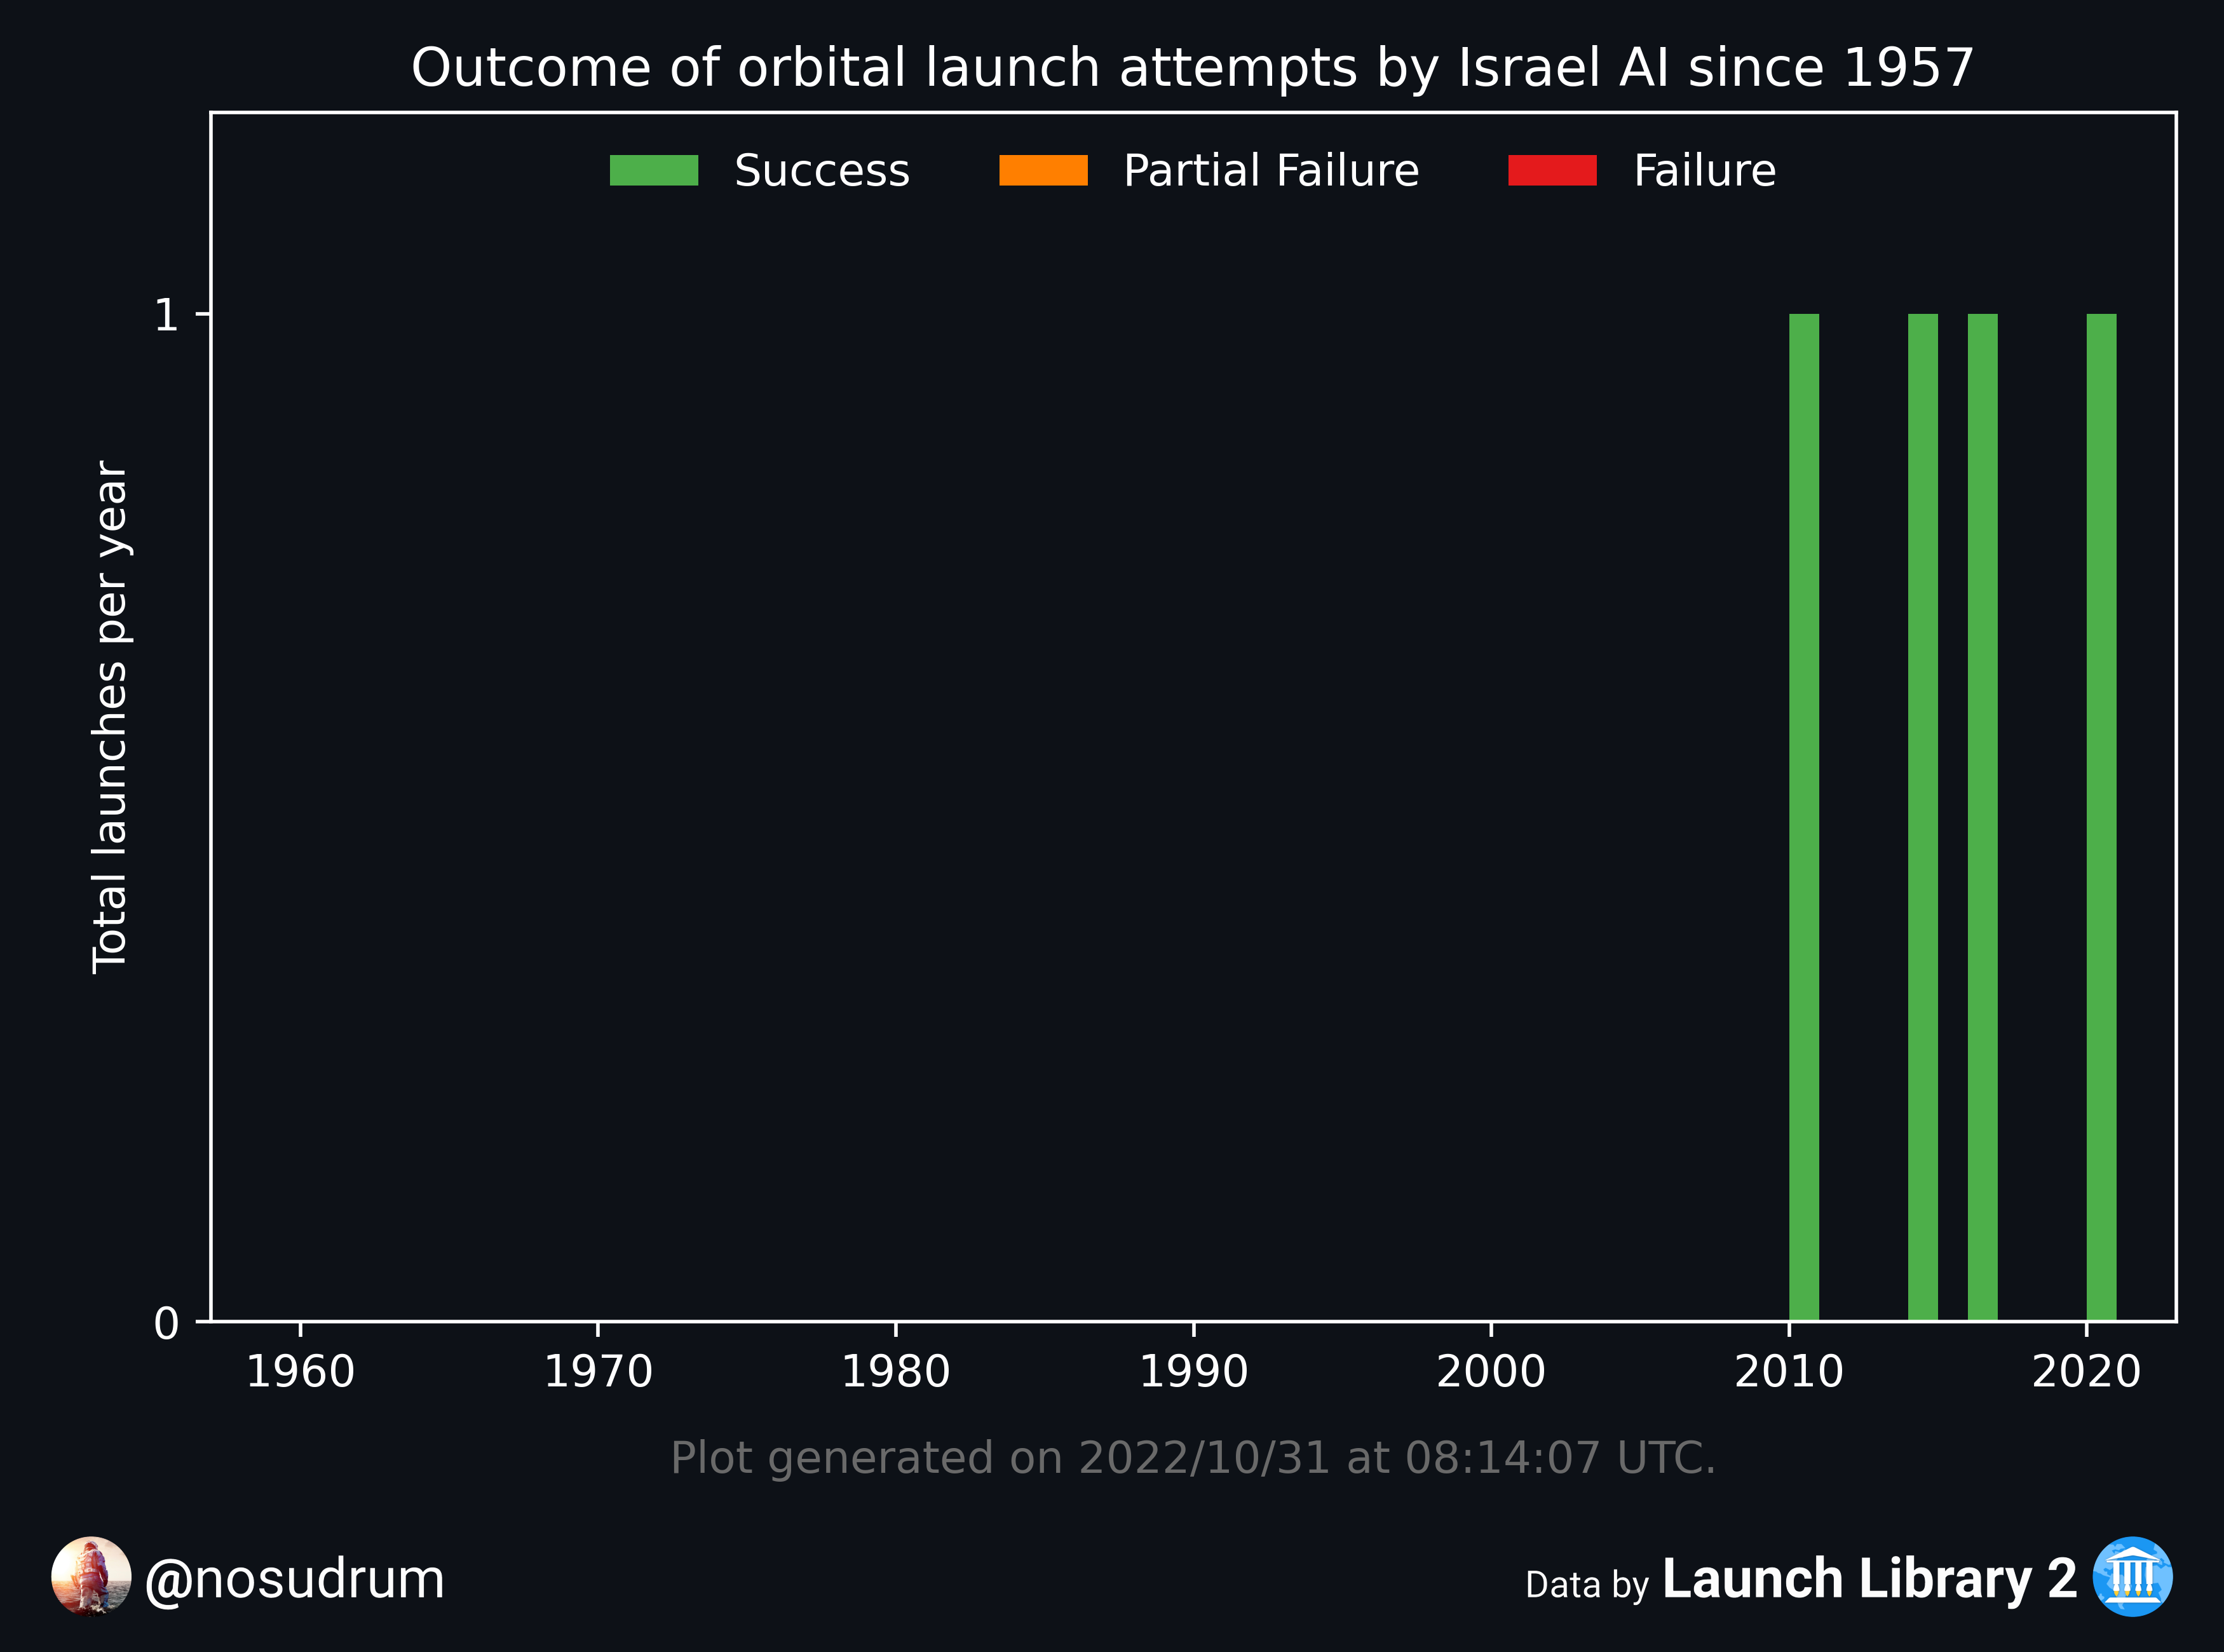 Outcome of orbital launch attempts by Israel AI since 1957
Success Partial Failure Failure
Total launches per year
1
0
1960 1970 1980 1990 2000 2010 2020
Plot generated on 2022/10/31 at 08:14:07 UTC.
@nosudrum
Data by Launch Library 2